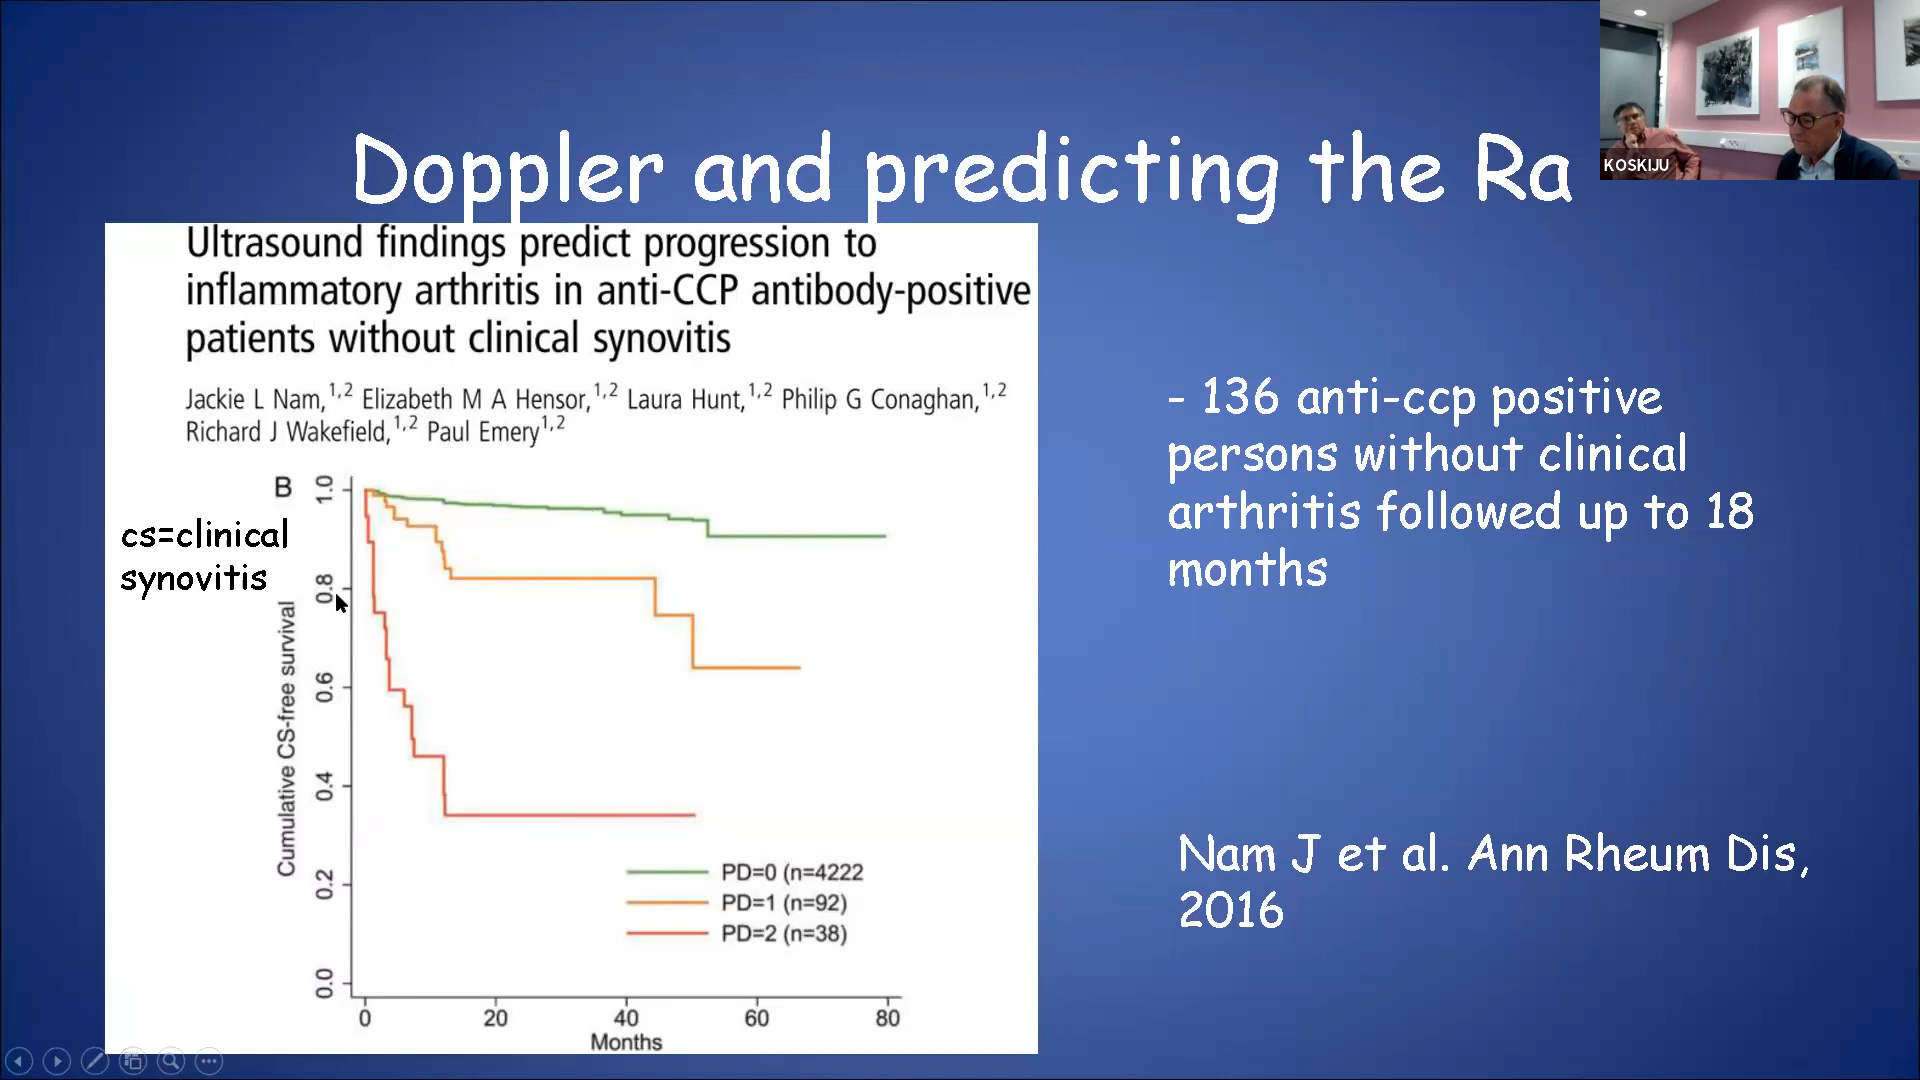 Doppler and predicting the Ra
KOSKIJU
Ultrasound findings predict progression to
inflammatory arthritis in anti-CCP antibody-positive
patients without clinical synovitis
Jackie L Nam,1,2 Elizabeth M A Hensor,1,2 Laura Hunt,1,2 Philip G Conaghan,1,2
Richard J Wakefield,1,2 Paul Emery1,2
B
cs=clinical
synovitis
Cumulative CS-free survival
1.0
0.8
0.6
0.4
0.2
0.0
PD=0 (n=4222
PD=1 (n=92)
PD=2 (n=38)
0 20 40 60 80
Months
- 136 anti-ccp positive
persons without clinical
arthritis followed up to 18
months
Nam J et al. Ann Rheum Dis,
2016